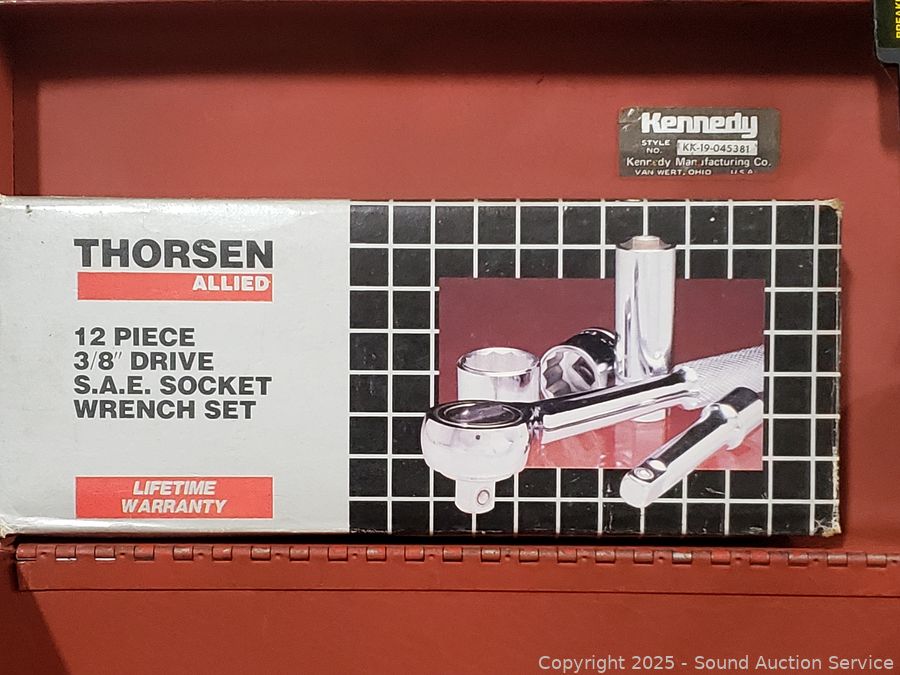 Kennedy
STYLE
NO. KK-19-045381
Kennedy Manufacturing Co.
VAN WERT, OHIO U.S.A.
THORSEN
ALLIED
12 PIECE
3/8" DRIVE
S.A.E. SOCKET
WRENCH SET
LIFETIME
WARRANTY
Copyright 2025 - Sound Auction Service